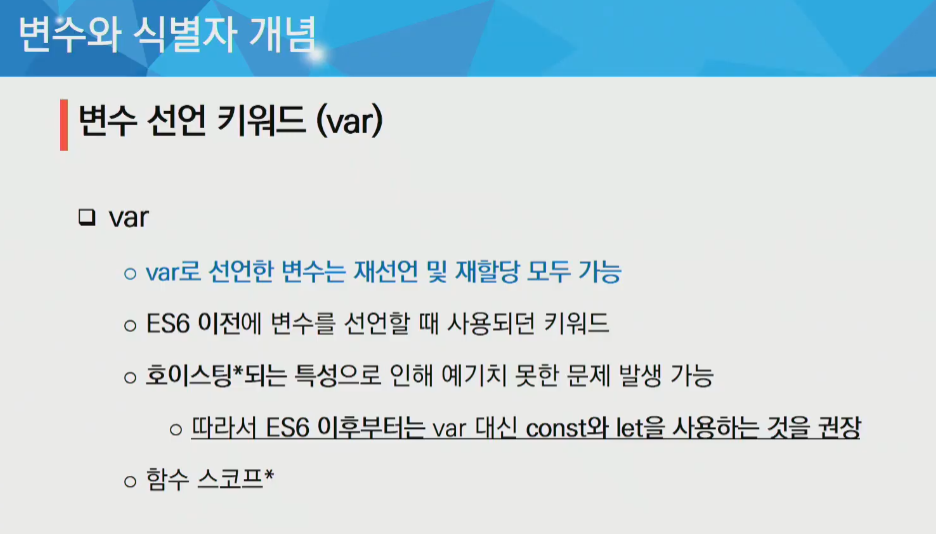 변수와 식별자 개념
변수 선언 키워드 (var)
❑ var
○ var로 선언한 변수는 재선언 및 재할당 모두 가능
○ ES6 이전에 변수를 선언할 때 사용되던 키워드
○ 호이스팅*되는 특성으로 인해 예기치 못한 문제 발생 가능
○ 따라서 ES6 이후부터는 var 대신 const와 let을 사용하는 것을 권장
○ 함수 스코프*